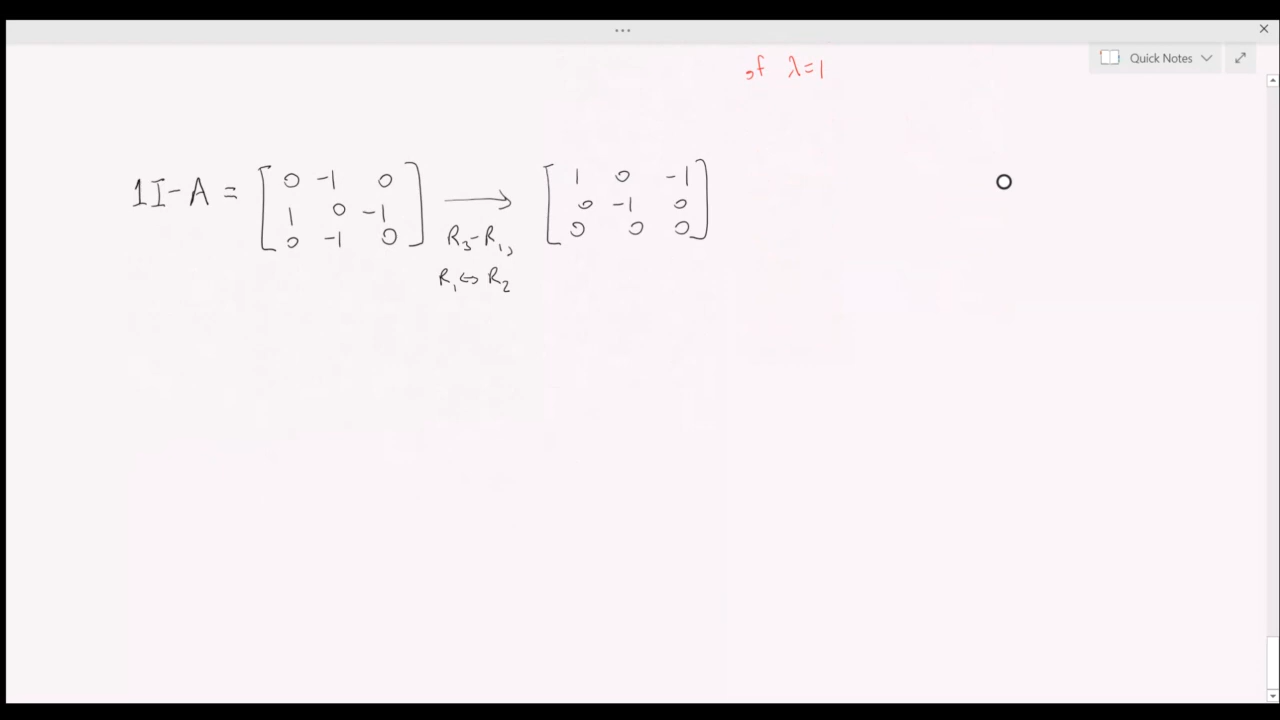 ...
Quick Notes
of λ=1
1I-A = [0 -1 0; 1 0 -1; 0 -1 0] → [1 0 -1; 0 -1 0; 0 0 0]
R₃-R₁,
R₁⇔R₂